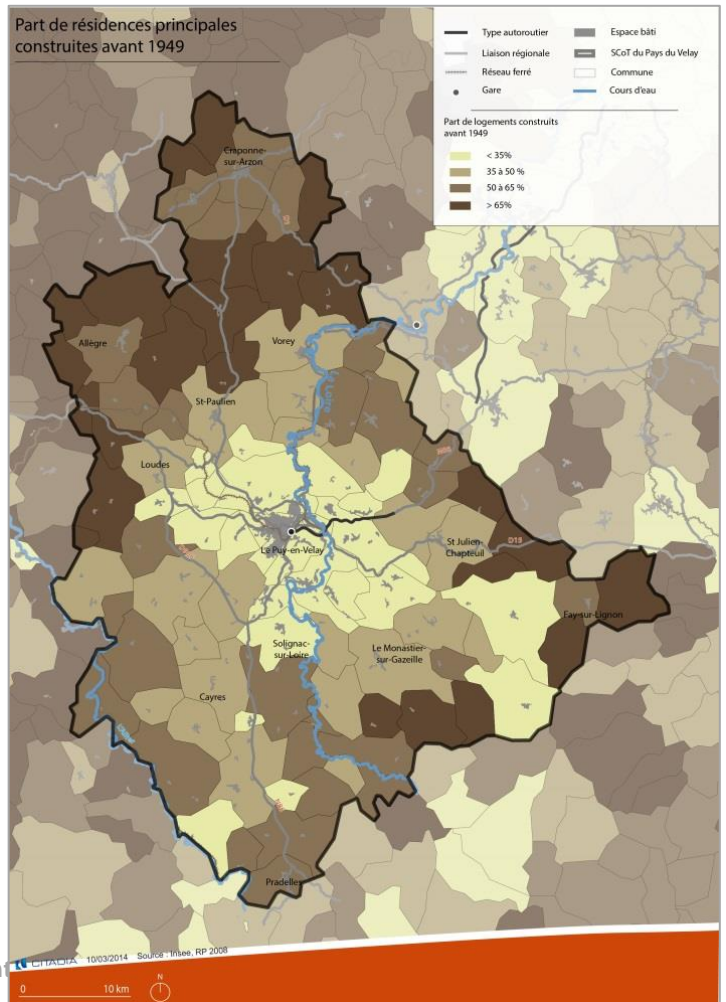 Part de résidences principales
construites avant 1949
Type autoroutier
Liaison régionale
Réseau ferré
Gare
Espace bâti
SCoT du Pays du Velay
Commune
Cours d'eau
Part de logements construits
avant 1949
< 35%
35 à 50 %
50 à 65 %
> 65%
Craponne-
sur-Arzon
Allègre
Vorey
La Loire
St-Paulien
Loudes
Le Puy-en-Velay
St Julien-
Chapteuil
D15
Fay-sur-Lignon
Solignac-
sur-Loire
Le Monastier
sur-Gazeille
Cayres
Pradelles
CITADIA 10/03/2014 Source : Insee, RP 2008
0 10 km
N